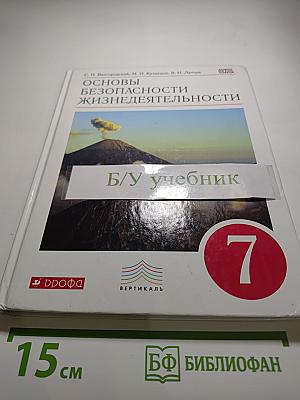 С. Н. Вангородский, М. И. Кузнецов, В. Н. Латчук
ОСНОВЫ
БЕЗОПАСНОСТИ
ЖИЗНЕДЕЯТЕЛЬНОСТИ
Б/У учебник
7
дрофа
ВЕРТИКАЛЬ
15 см
БФ БИБЛИОФАН